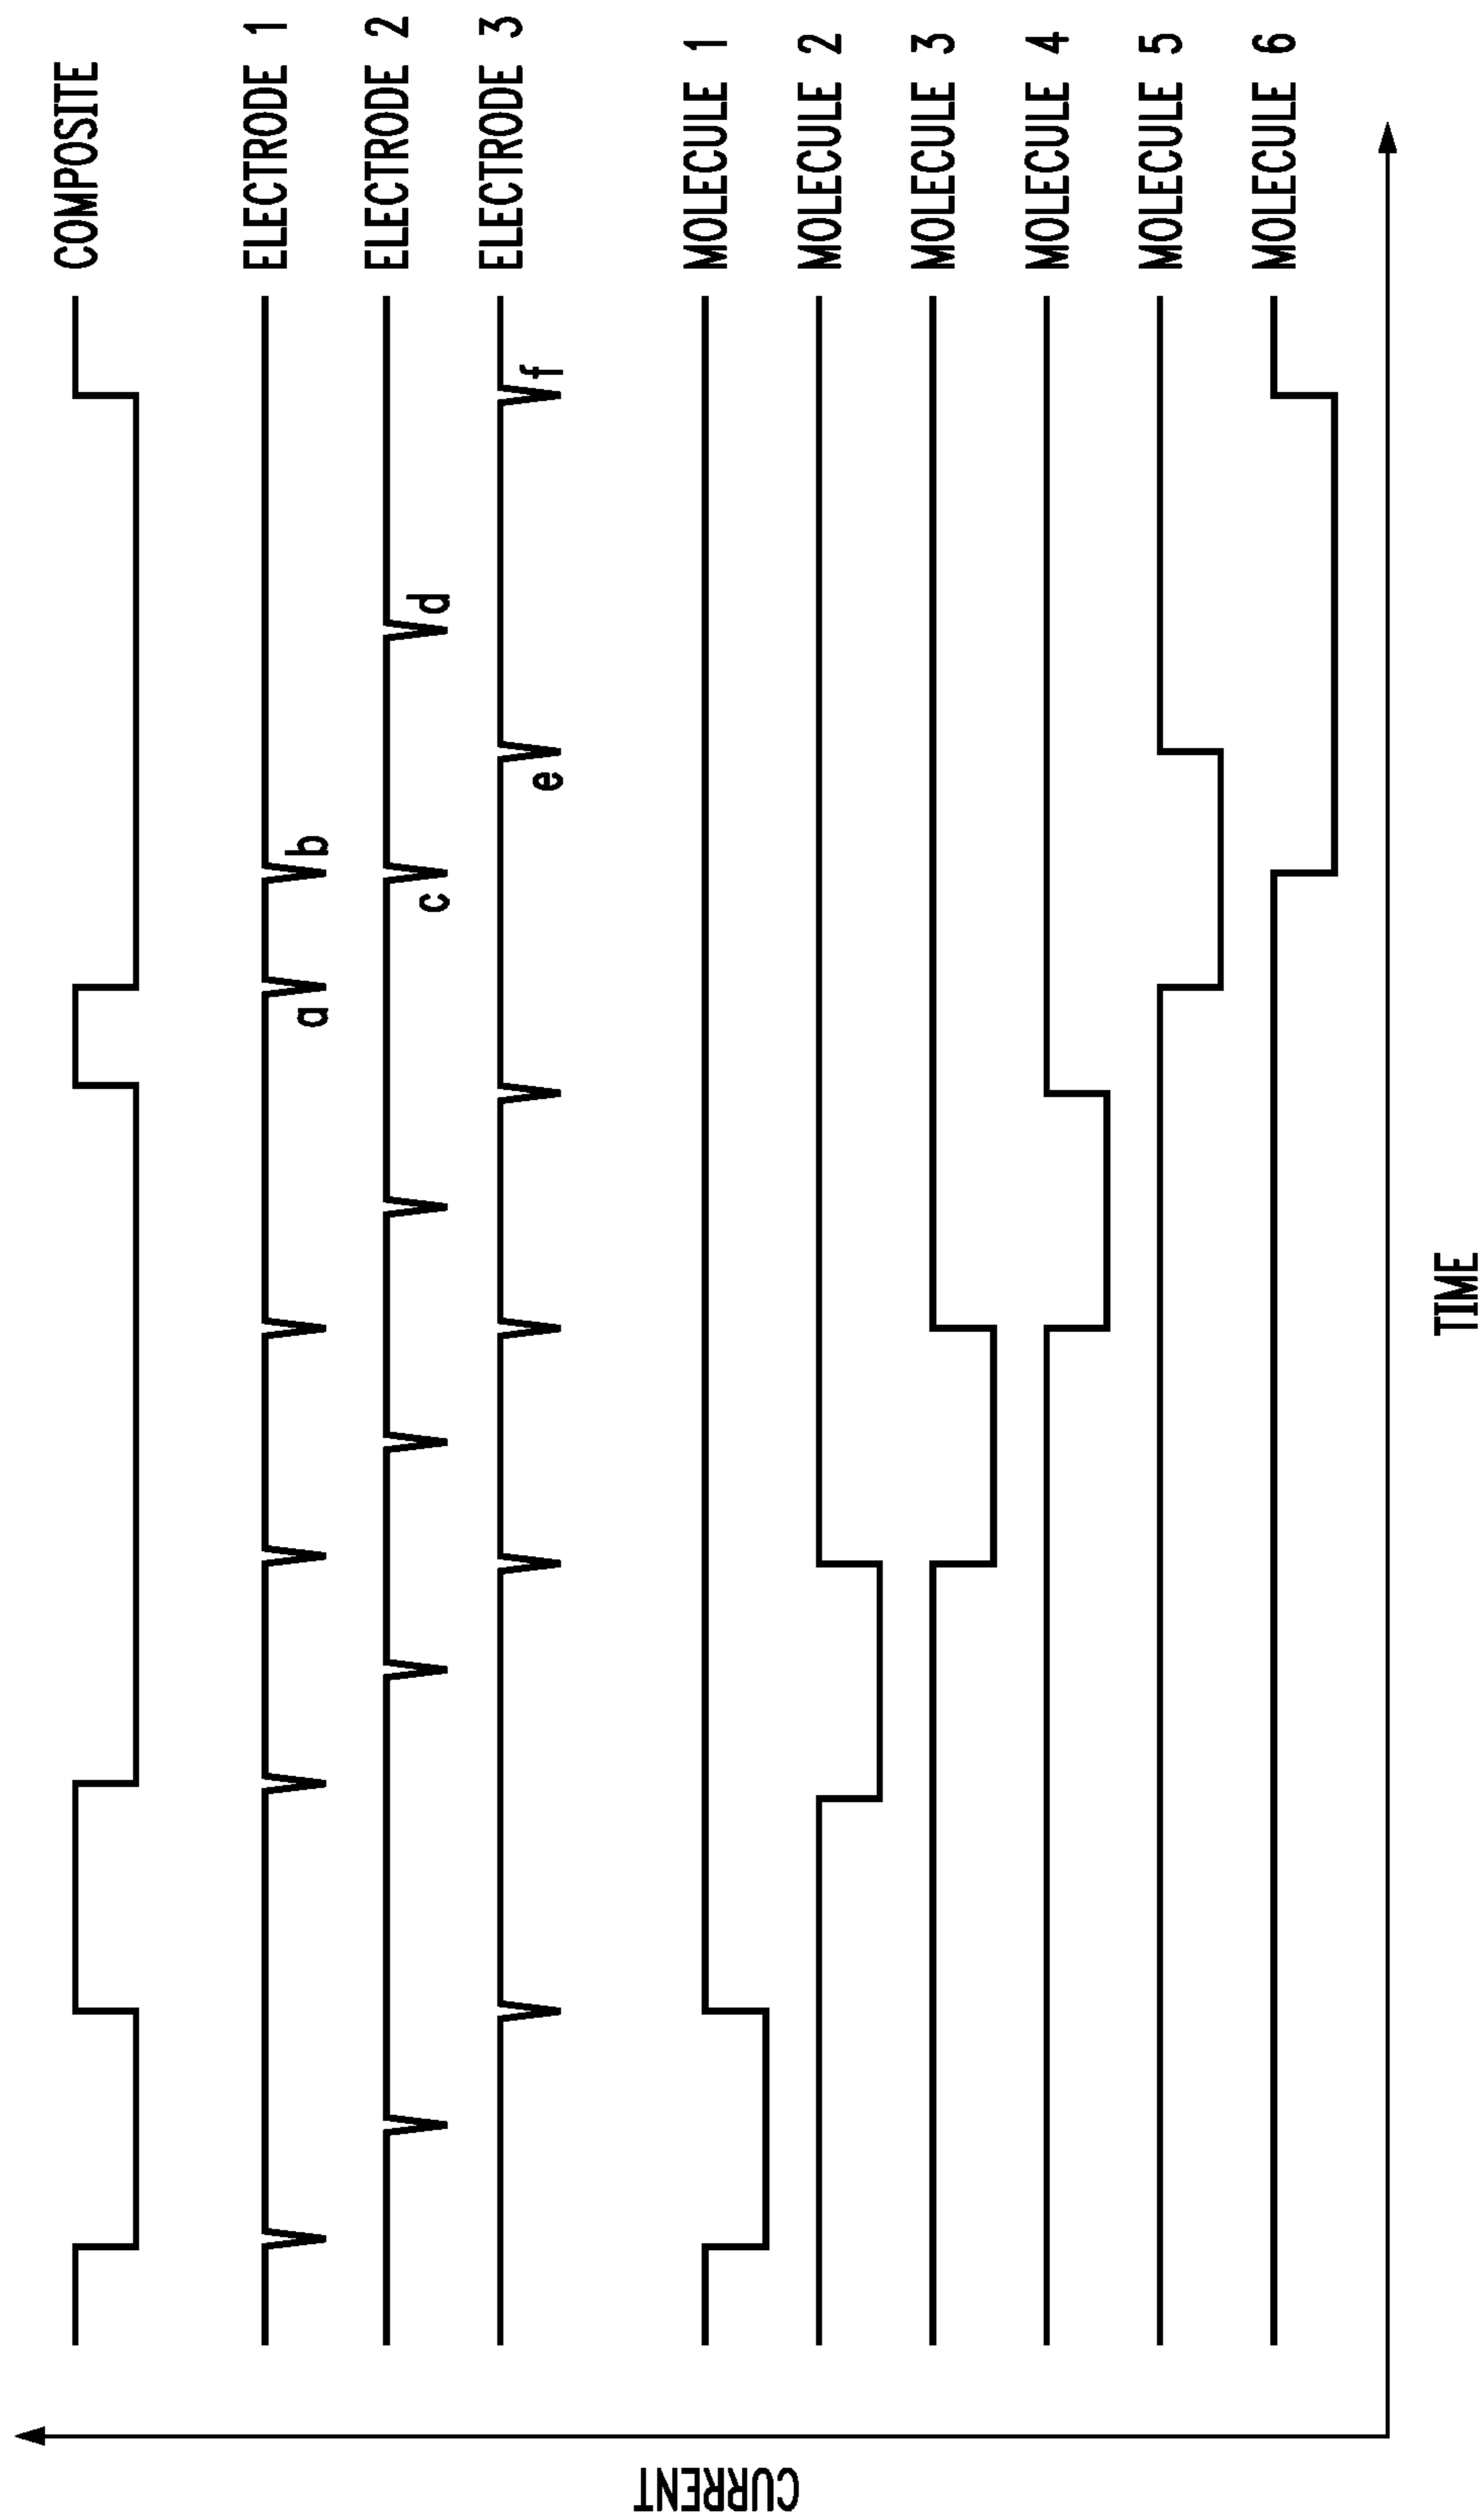 COMPOSITE
ELECTRODE 1
ELECTRODE 2
ELECTRODE 3
MOLECULE 1
MOLECULE 2
MOLECULE 3
MOLECULE 4
MOLECULE 5
MOLECULE 6
a
b
c
d
e
f
CURRENT
TIME